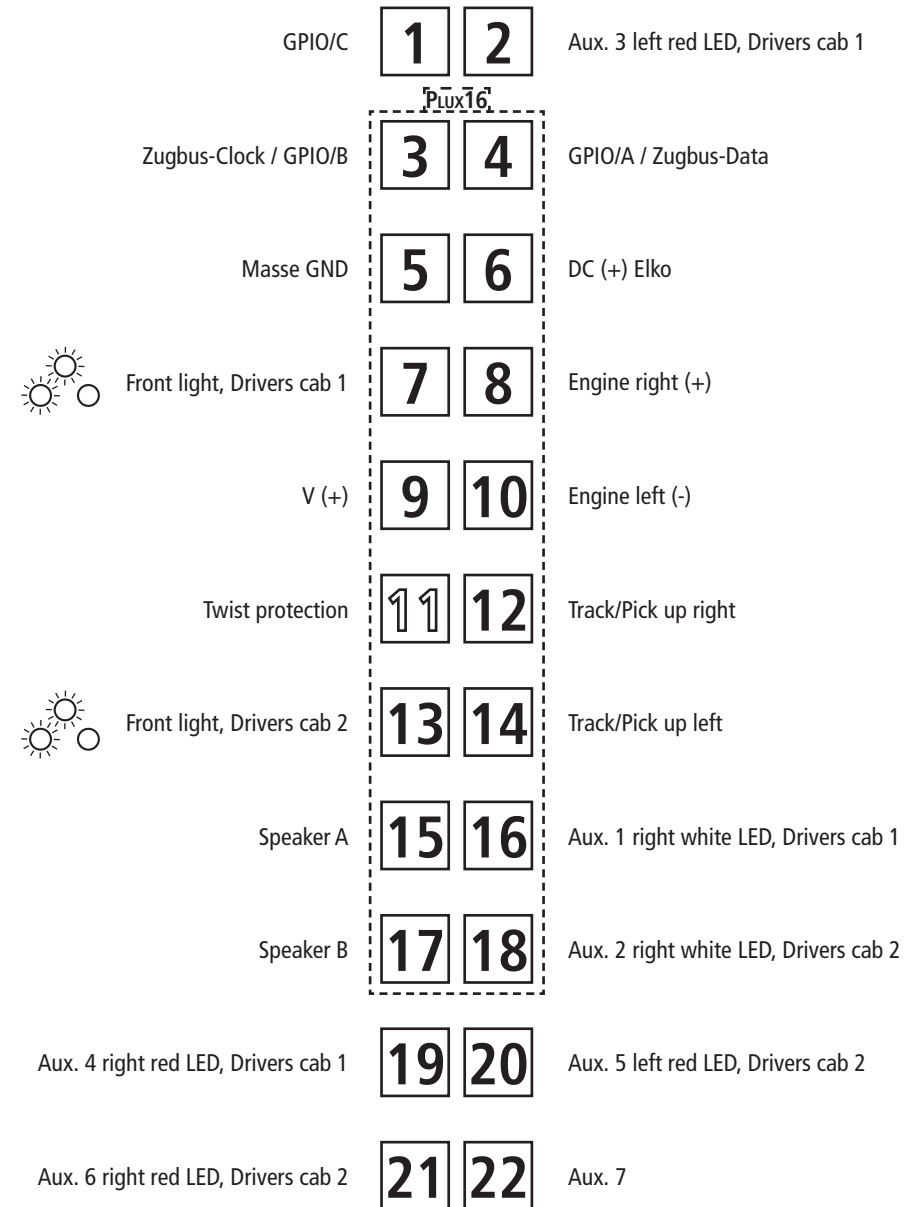 GPIO/C 1 2 Aux. 3 left red LED, Drivers cab 1
PLUX16
Zugbus-Clock / GPIO/B 3 4 GPIO/A / Zugbus-Data
Masse GND 5 6 DC (+) Elko
Front light, Drivers cab 1 7 8 Engine right (+)
V (+) 9 10 Engine left (-)
Twist protection 11 12 Track/Pick up right
Front light, Drivers cab 2 13 14 Track/Pick up left
Speaker A 15 16 Aux. 1 right white LED, Drivers cab 1
Speaker B 17 18 Aux. 2 right white LED, Drivers cab 2
Aux. 4 right red LED, Drivers cab 1 19 20 Aux. 5 left red LED, Drivers cab 2
Aux. 6 right red LED, Drivers cab 2 21 22 Aux. 7